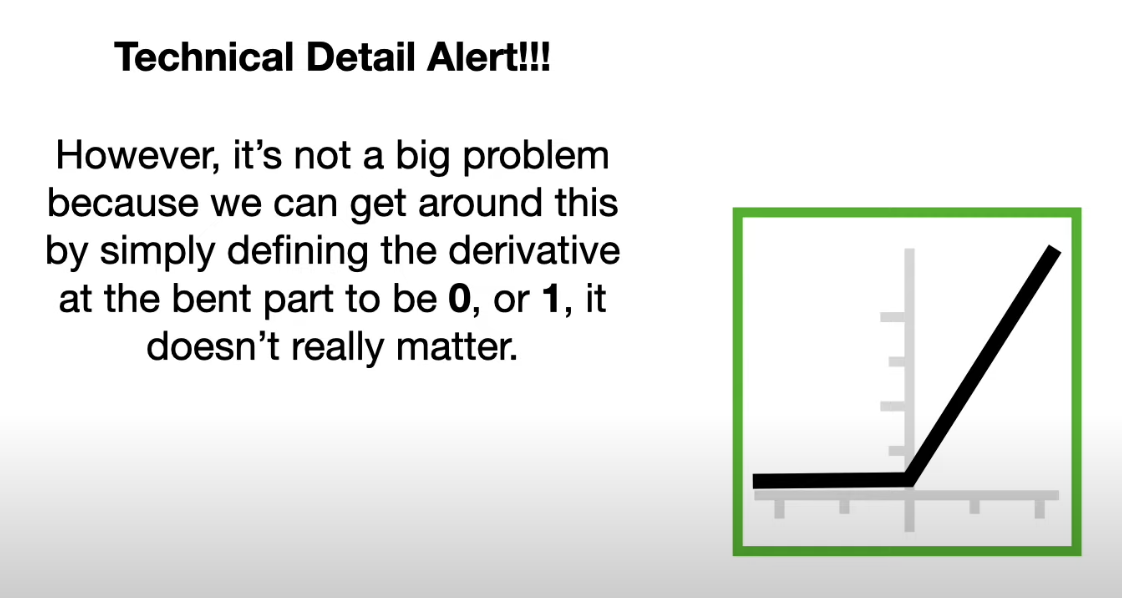 Technical Detail Alert!!!
However, it’s not a big problem
because we can get around this
by simply defining the derivative
at the bent part to be 0, or 1, it
doesn’t really matter.